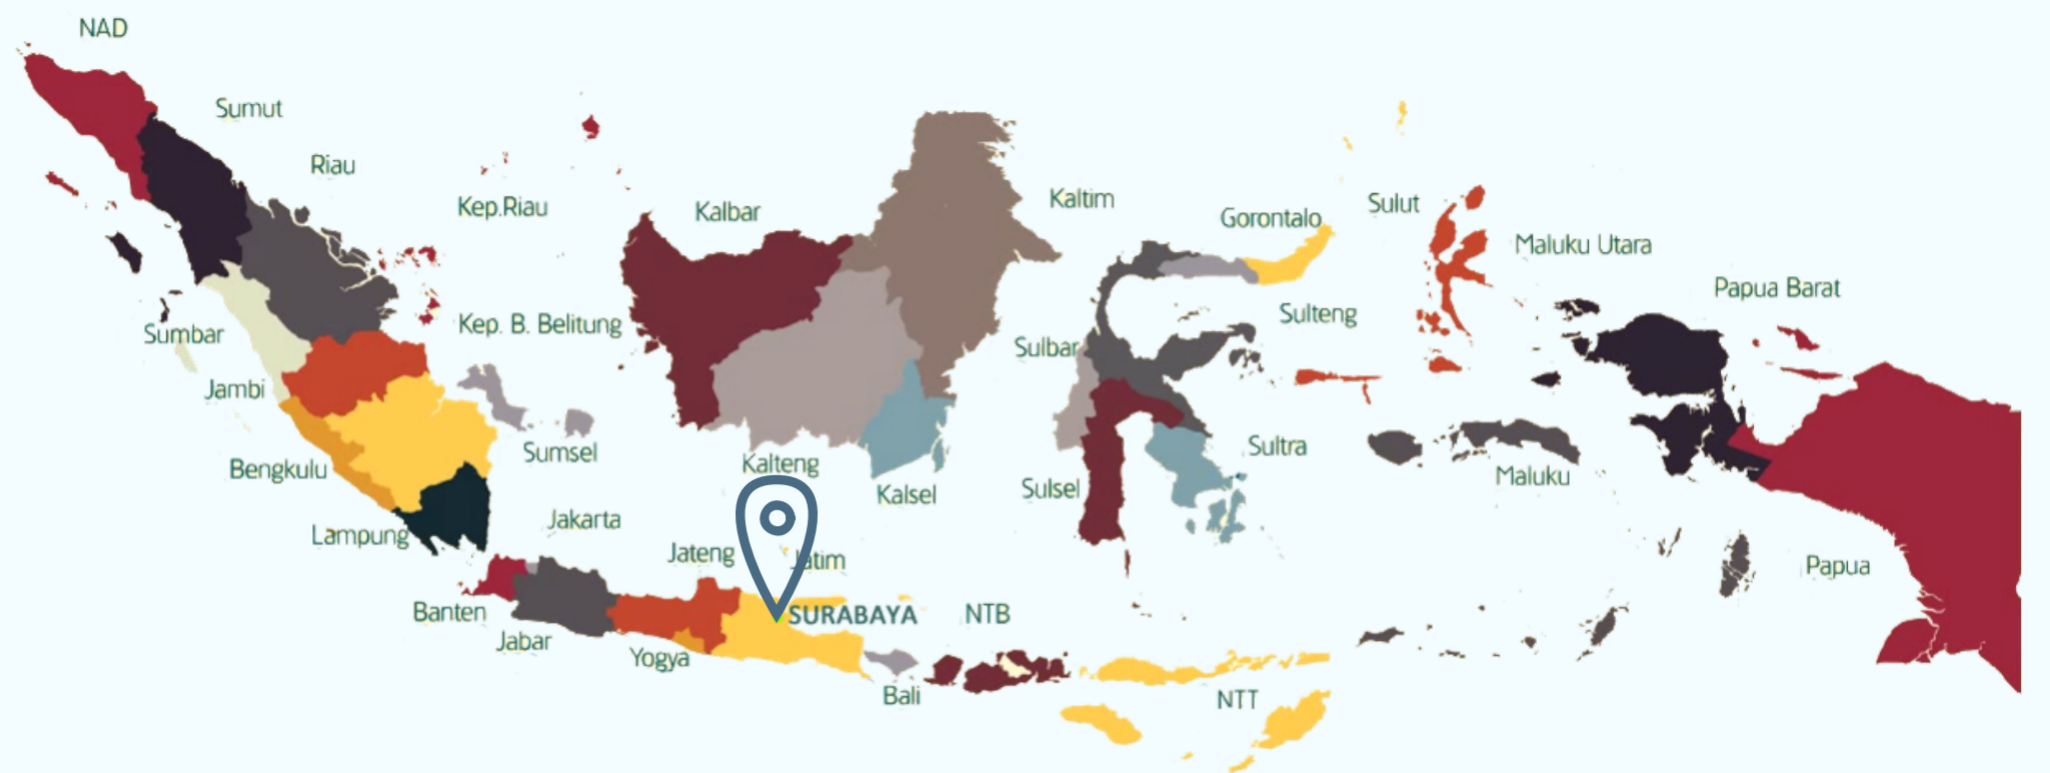 NAD
Sumut
Riau
Kep.Riau
Kalbar
Kaltim
Gorontalo
Sulut
Maluku Utara
Papua Barat
Sumbar
Kep. B. Belitung
Sulbar
Sulteng
Jambi
Bengkulu
Sumsel
Kalteng
Kalsel
Sulsel
Sultra
Maluku
Lampung
Jakarta
Jateng
Jatim
Papua
Banten
Jabar
Yogya
SURABAYA
NTB
Bali
NTT